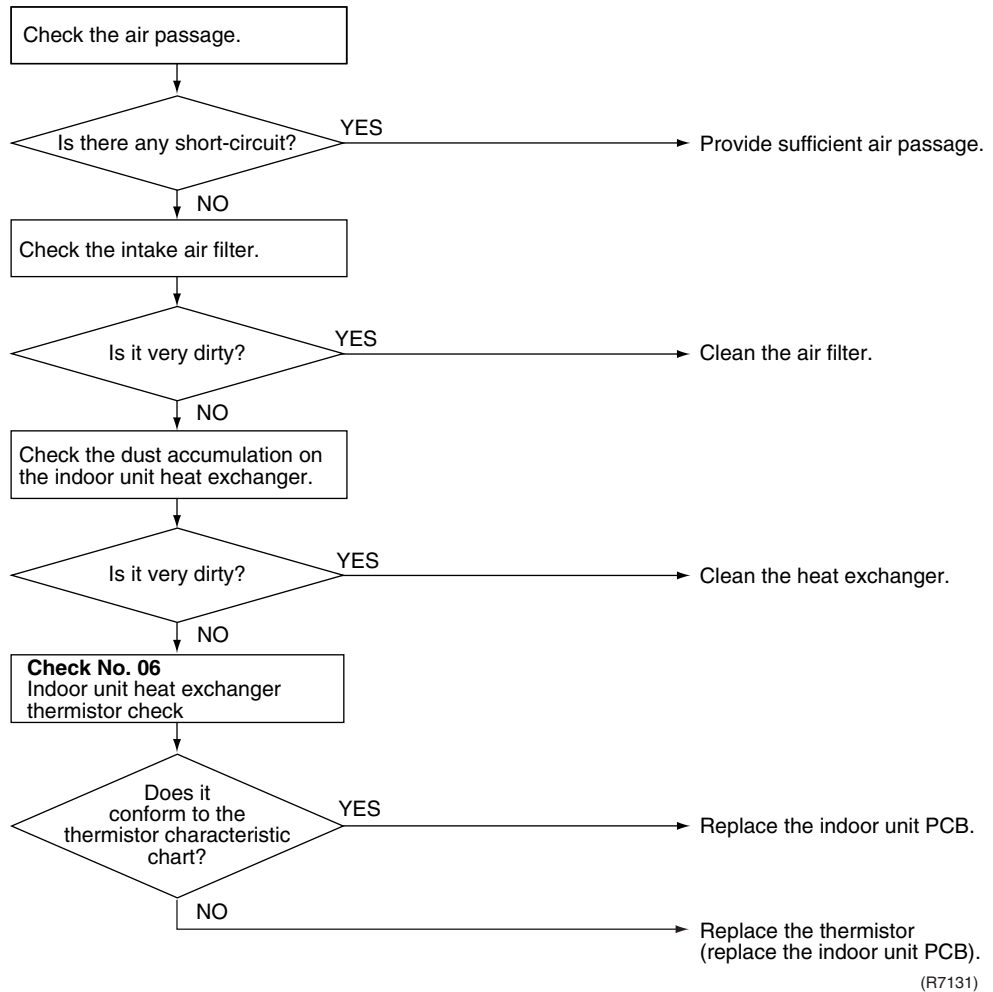 Check the air passage.
Is there any short-circuit?
YES
Provide sufficient air passage.
NO
Check the intake air filter.
Is it very dirty?
YES
Clean the air filter.
NO
Check the dust accumulation on
the indoor unit heat exchanger.
Is it very dirty?
YES
Clean the heat exchanger.
NO
Check No. 06
Indoor unit heat exchanger
thermistor check
Does it
conform to the
thermistor characteristic
chart?
YES
Replace the indoor unit PCB.
NO
Replace the thermistor
(replace the indoor unit PCB).
(R7131)